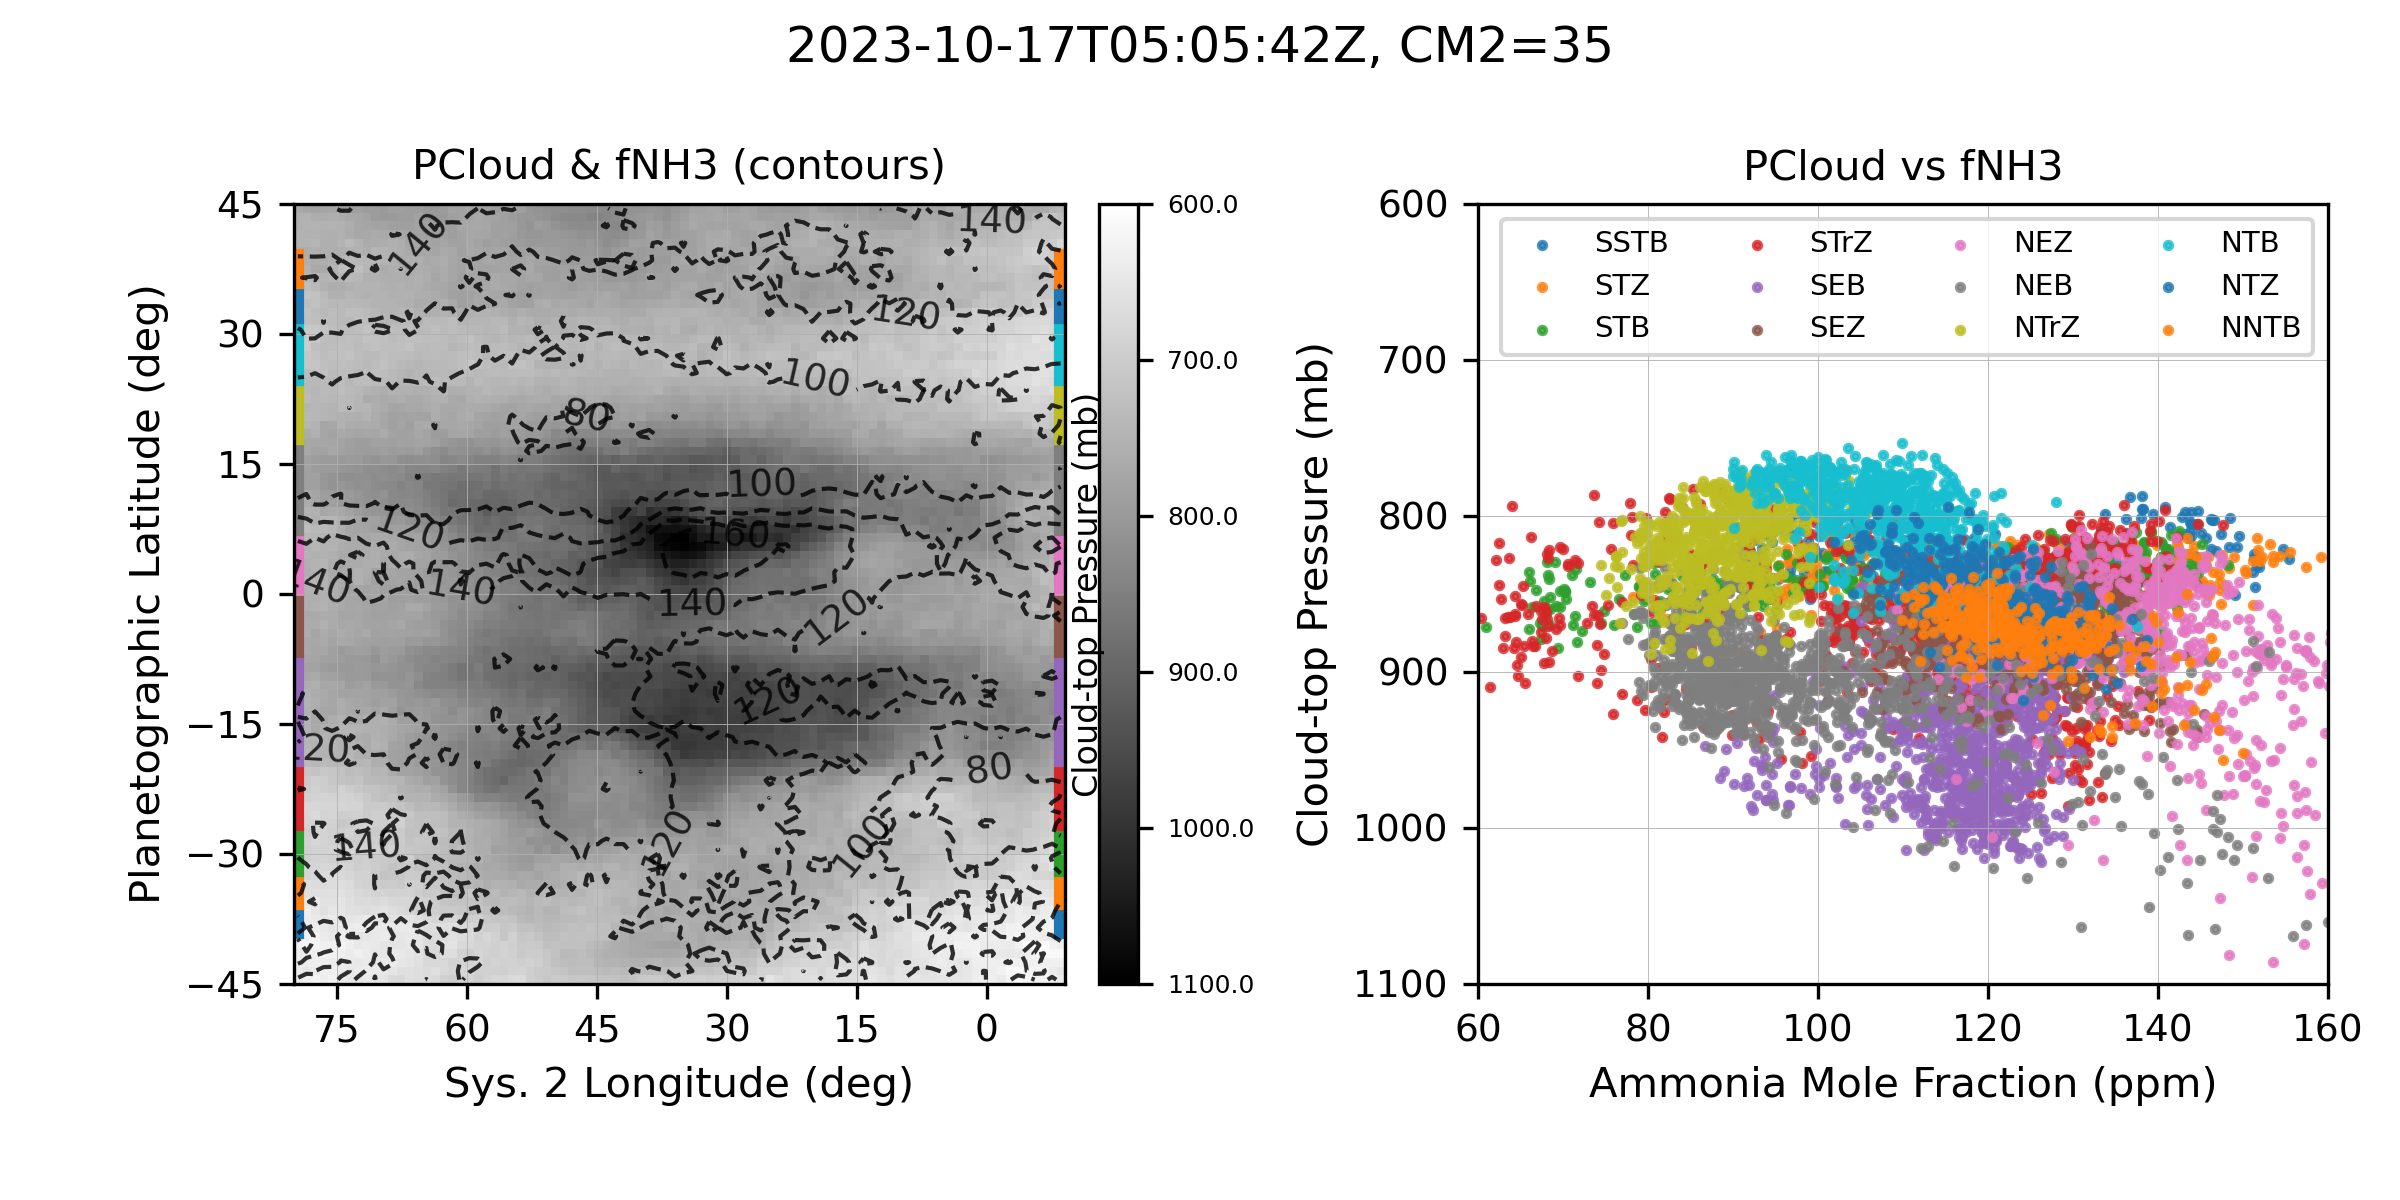 2023-10-17T05:05:42Z, CM2=35
PCloud & fNH3 (contours)
Planetographic Latitude (deg)
45
30
15
0
−15
−30
−45
140
140
120
100
80
100
120
160
140
140
140
120
120
20
80
140
120
100
75
60
45
30
15
0
Sys. 2 Longitude (deg)
Cloud-top Pressure (mb)
600.0
700.0
800.0
900.0
1000.0
1100.0
PCloud vs fNH3
Cloud-top Pressure (mb)
600
700
800
900
1000
1100
SSTB
STZ
STB
STrZ
SEB
SEZ
NEZ
NEB
NTrZ
NTB
NTZ
NNTB
60
80
100
120
140
160
Ammonia Mole Fraction (ppm)